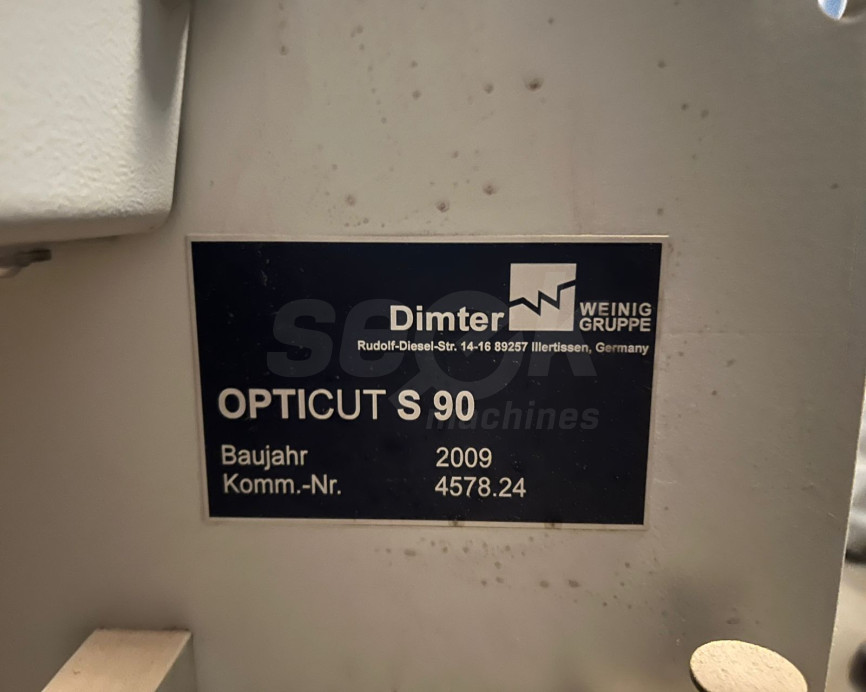 Dimter
WEINIG
GRUPPE
Rudolf-Diesel-Str. 14-16 89257 Illertissen, Germany
OPTICUT S 90
machines
Baujahr 2009
Komm.-Nr. 4578.24